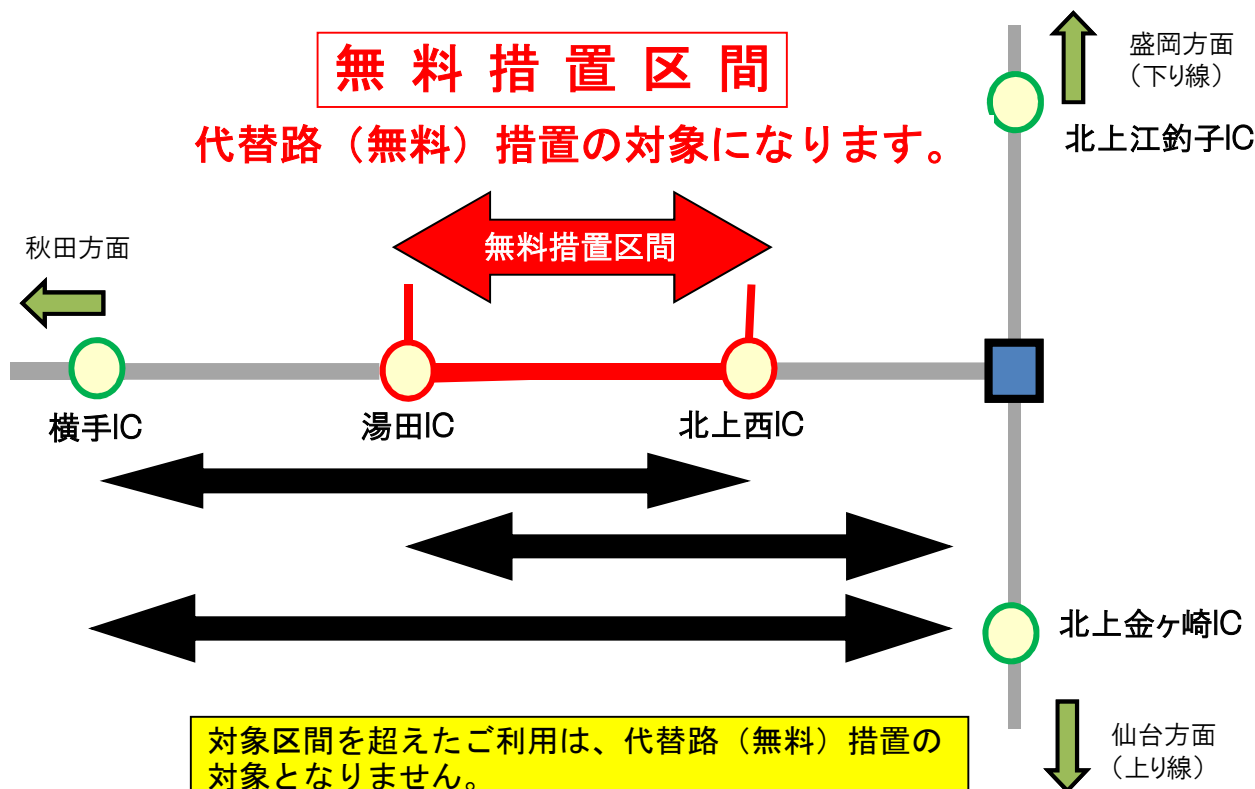 無料措置区間
代替路（無料）措置の対象になります。
盛岡方面
（下り線）
北上江釣子IC
無料措置区間
秋田方面
横手IC
湯田IC
北上西IC
北上金ヶ崎IC
対象区間を超えたご利用は、代替路（無料）措置の
対象となりません。
仙台方面
（上り線）